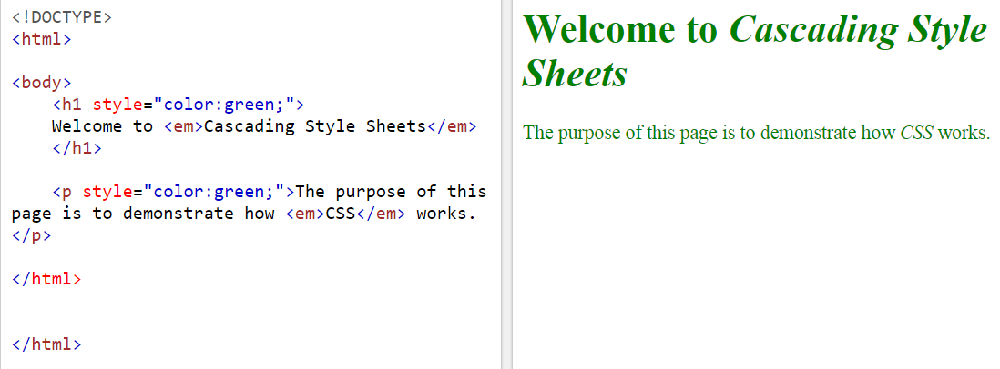 <!DOCTYPE>
<html>
<body>
<h1 style="color:green;">
Welcome to <em>Cascading Style Sheets</em>
</h1>
<p style="color:green;">The purpose of this
page is to demonstrate how <em>CSS</em> works.
</p>
</html>
</html>
Welcome to Cascading Style
Sheets
The purpose of this page is to demonstrate how CSS works.